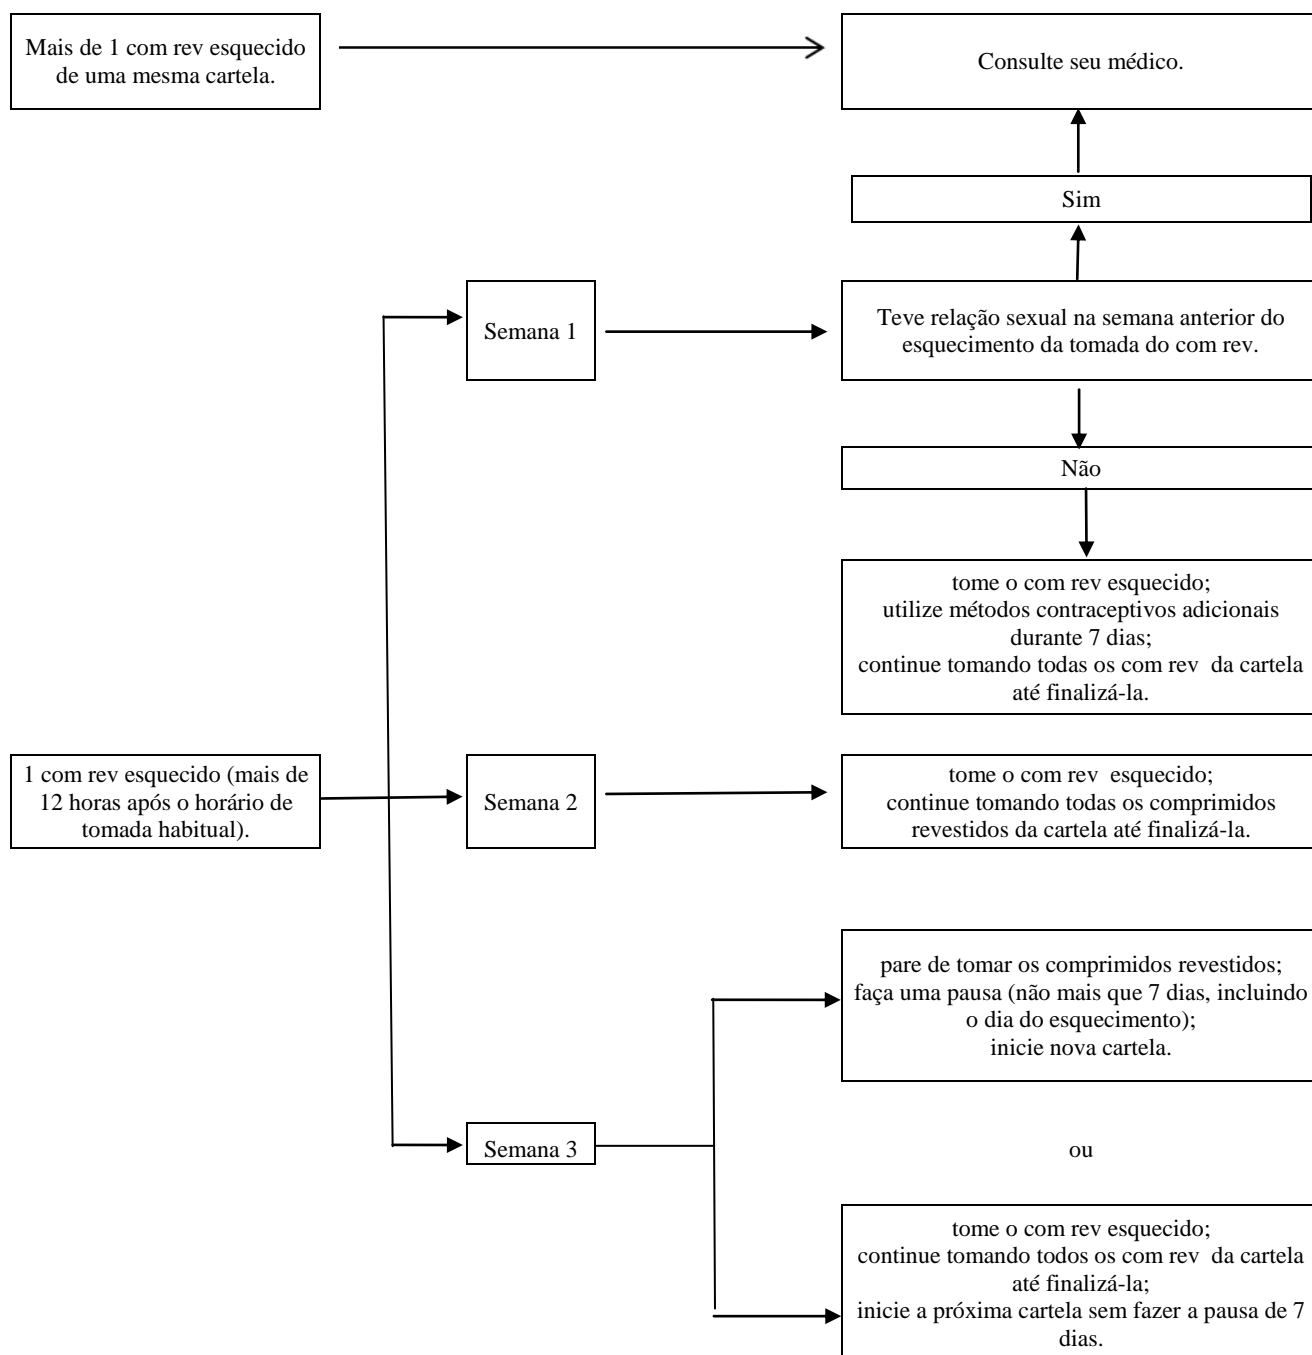 Mais de 1 com rev esquecido
de uma mesma cartela.
Consulte seu médico.
Sim
Semana 1
Teve relação sexual na semana anterior do
esquecimento da tomada do com rev.
Não
tome o com rev esquecido;
utilize métodos contraceptivos adicionais
durante 7 dias;
continue tomando todas os com rev da cartela
até finalizá-la.
1 com rev esquecido (mais de
12 horas após o horário de
tomada habitual).
Semana 2
tome o com rev esquecido;
continue tomando todas os comprimidos
revestidos da cartela até finalizá-la.
pare de tomar os comprimidos revestidos;
faça uma pausa (não mais que 7 dias, incluindo
o dia do esquecimento);
inicie nova cartela.
Semana 3
ou
tome o com rev esquecido;
continue tomando todos os com rev da cartela
até finalizá-la;
inicie a próxima cartela sem fazer a pausa de 7
dias.